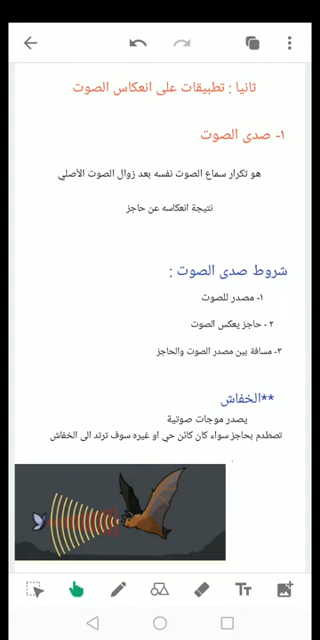 ثانيا : تطبيقات على انعكاس الصوت
١- صدى الصوت
هو تكرار سماع الصوت نفسه بعد زوال الصوت الأصلي
نتيجة انعكاسه عن حاجز
شروط صدى الصوت :
١- مصدر للصوت
٢ - حاجز يعكس الصوت
٣- مسافة بين مصدر الصوت والحاجز
**الخفاش
يصدر موجات صوتية
تصطدم بحاجز سواء كان كائن حي او غيره سوف ترتد الى الخفاش
Tт